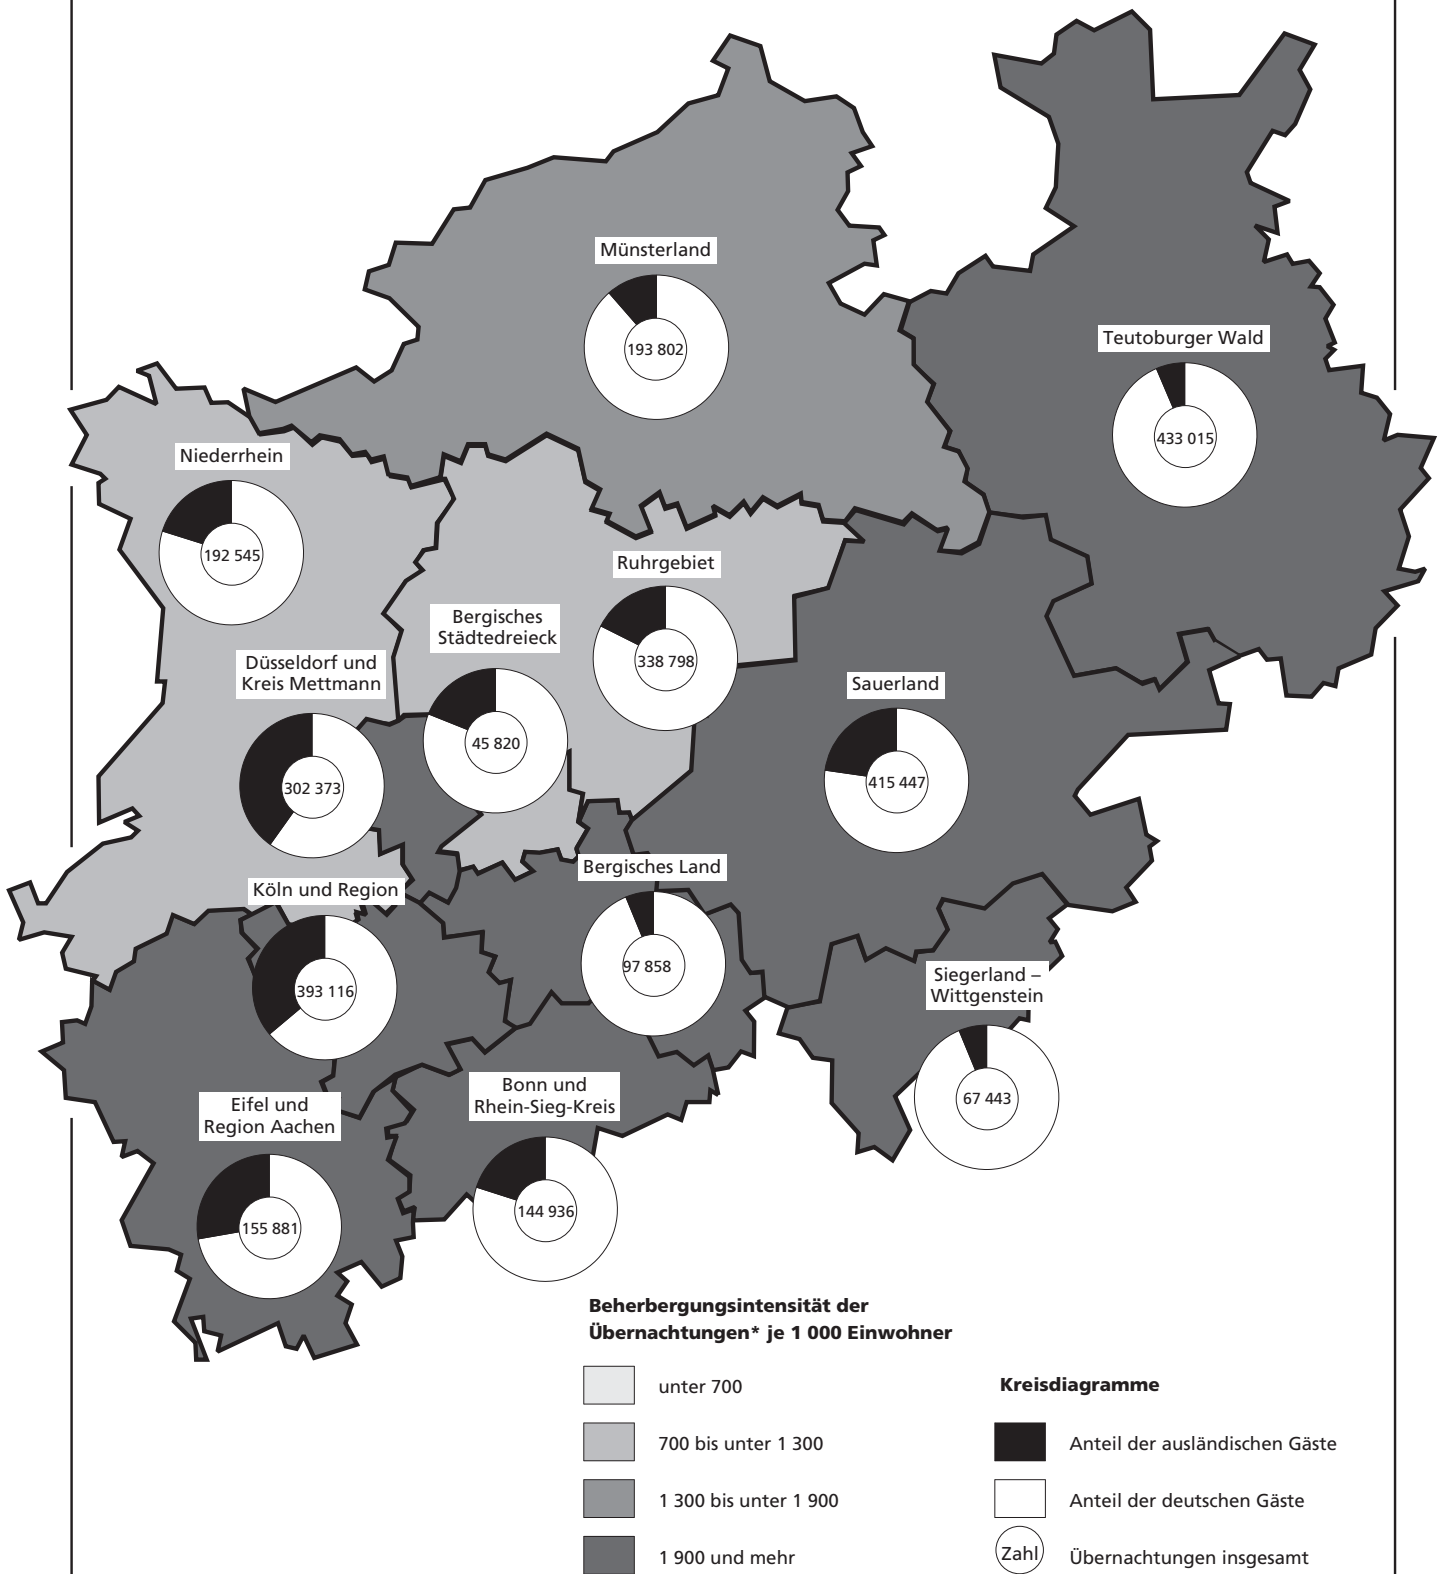 Münsterland
193 802
Teutoburger Wald
433 015
Niederrhein
192 545
Ruhrgebiet
338 798
Bergisches
Städtedreieck
45 820
Düsseldorf und
Kreis Mettmann
302 373
Sauerland
415 447
Bergisches Land
97 858
Köln und Region
393 116
Siegerland –
Wittgenstein
67 443
Bonn und
Rhein-Sieg-Kreis
144 936
Eifel und
Region Aachen
155 881
Beherbergungsintensität der
Übernachtungen* je 1 000 Einwohner
unter 700
700 bis unter 1 300
1 300 bis unter 1 900
1 900 und mehr
Kreisdiagramme
Anteil der ausländischen Gäste
Anteil der deutschen Gäste
Zahl
Übernachtungen insgesamt